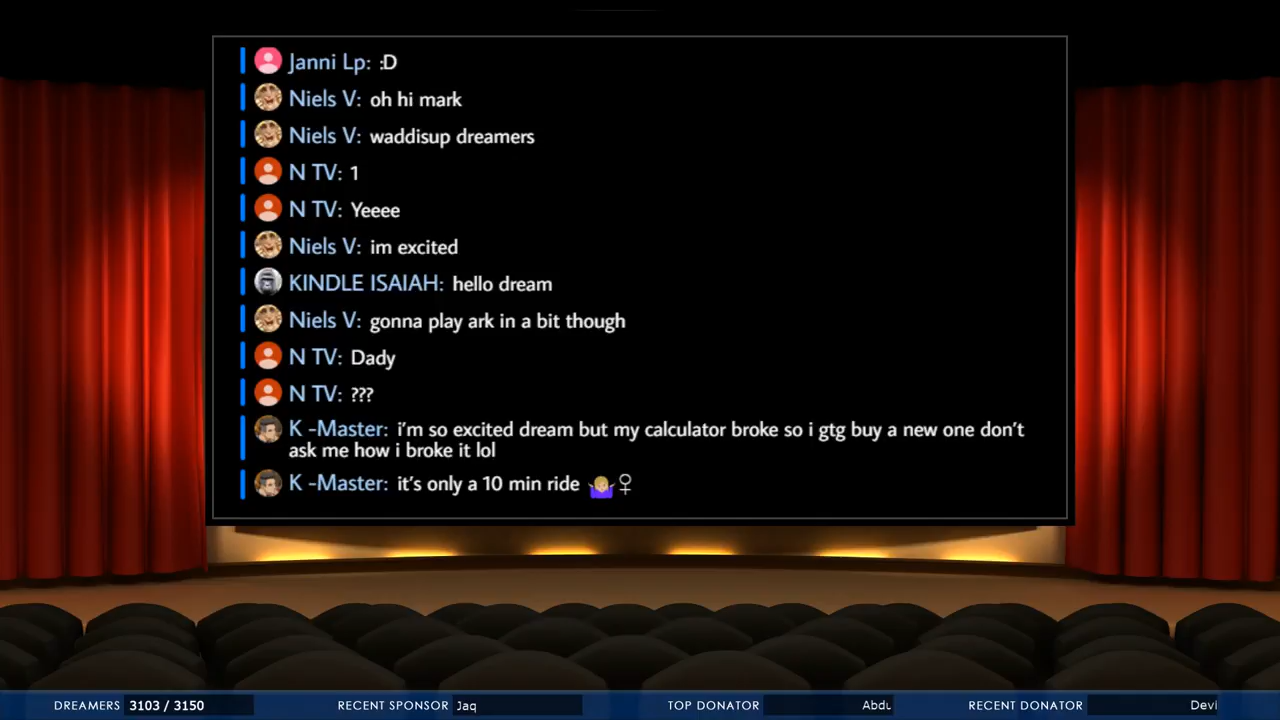 Janni Lp: :D
Niels V: oh hi mark
Niels V: waddisup dreamers
N TV: 1
N TV: Yeeee
Niels V: im excited
KINDLE ISAIAH: hello dream
Niels V: gonna play ark in a bit though
N TV: Dady
N TV: ???
K -Master: i'm so excited dream but my calculator broke so i gtg buy a new one don't
ask me how i broke it lol
K -Master: it's only a 10 min ride 🤷♀
DREAMERS 3103 / 3150 RECENT SPONSOR Jaq TOP DONATOR Abdu RECENT DONATOR Devl